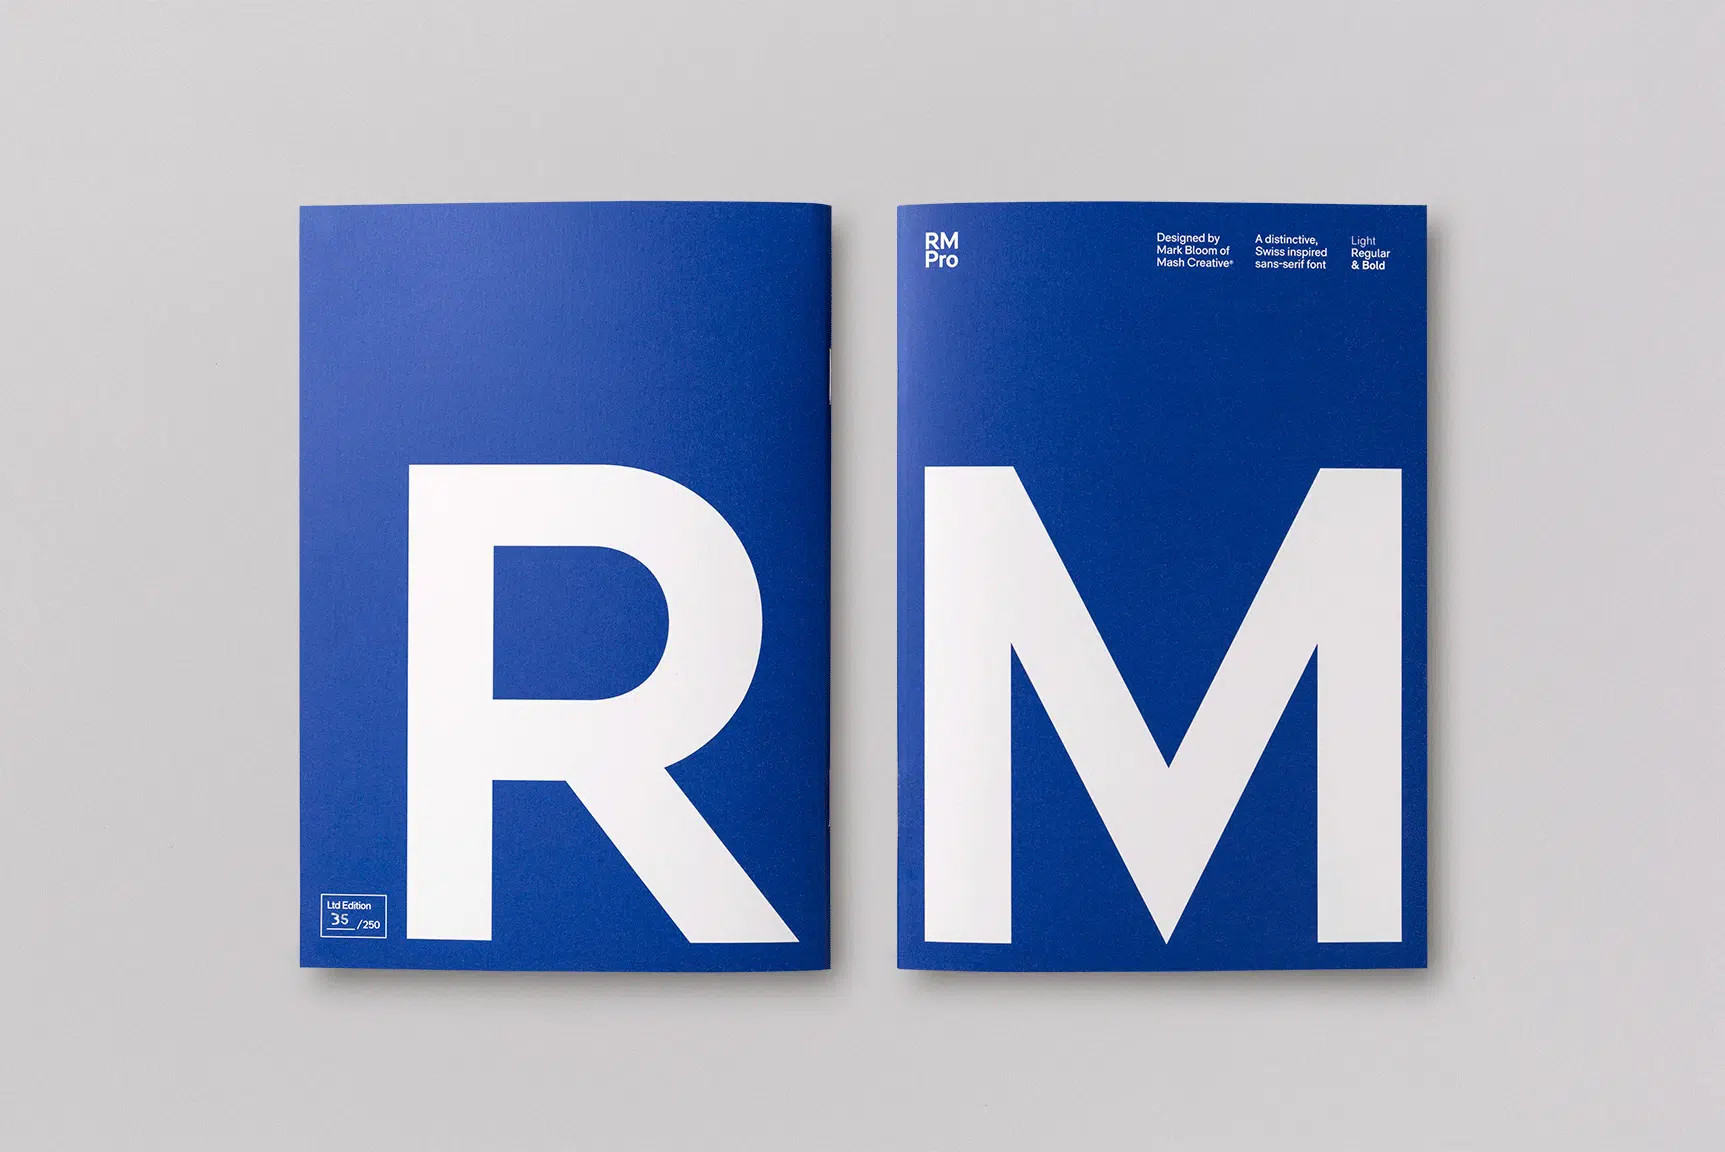 R
Ltd Edition
35 /250
RM
Pro
Designed by
Mark Bloom of
Mash Creative®
A distinctive,
Swiss inspired
sans-serif font
Light
Regular
& Bold
M